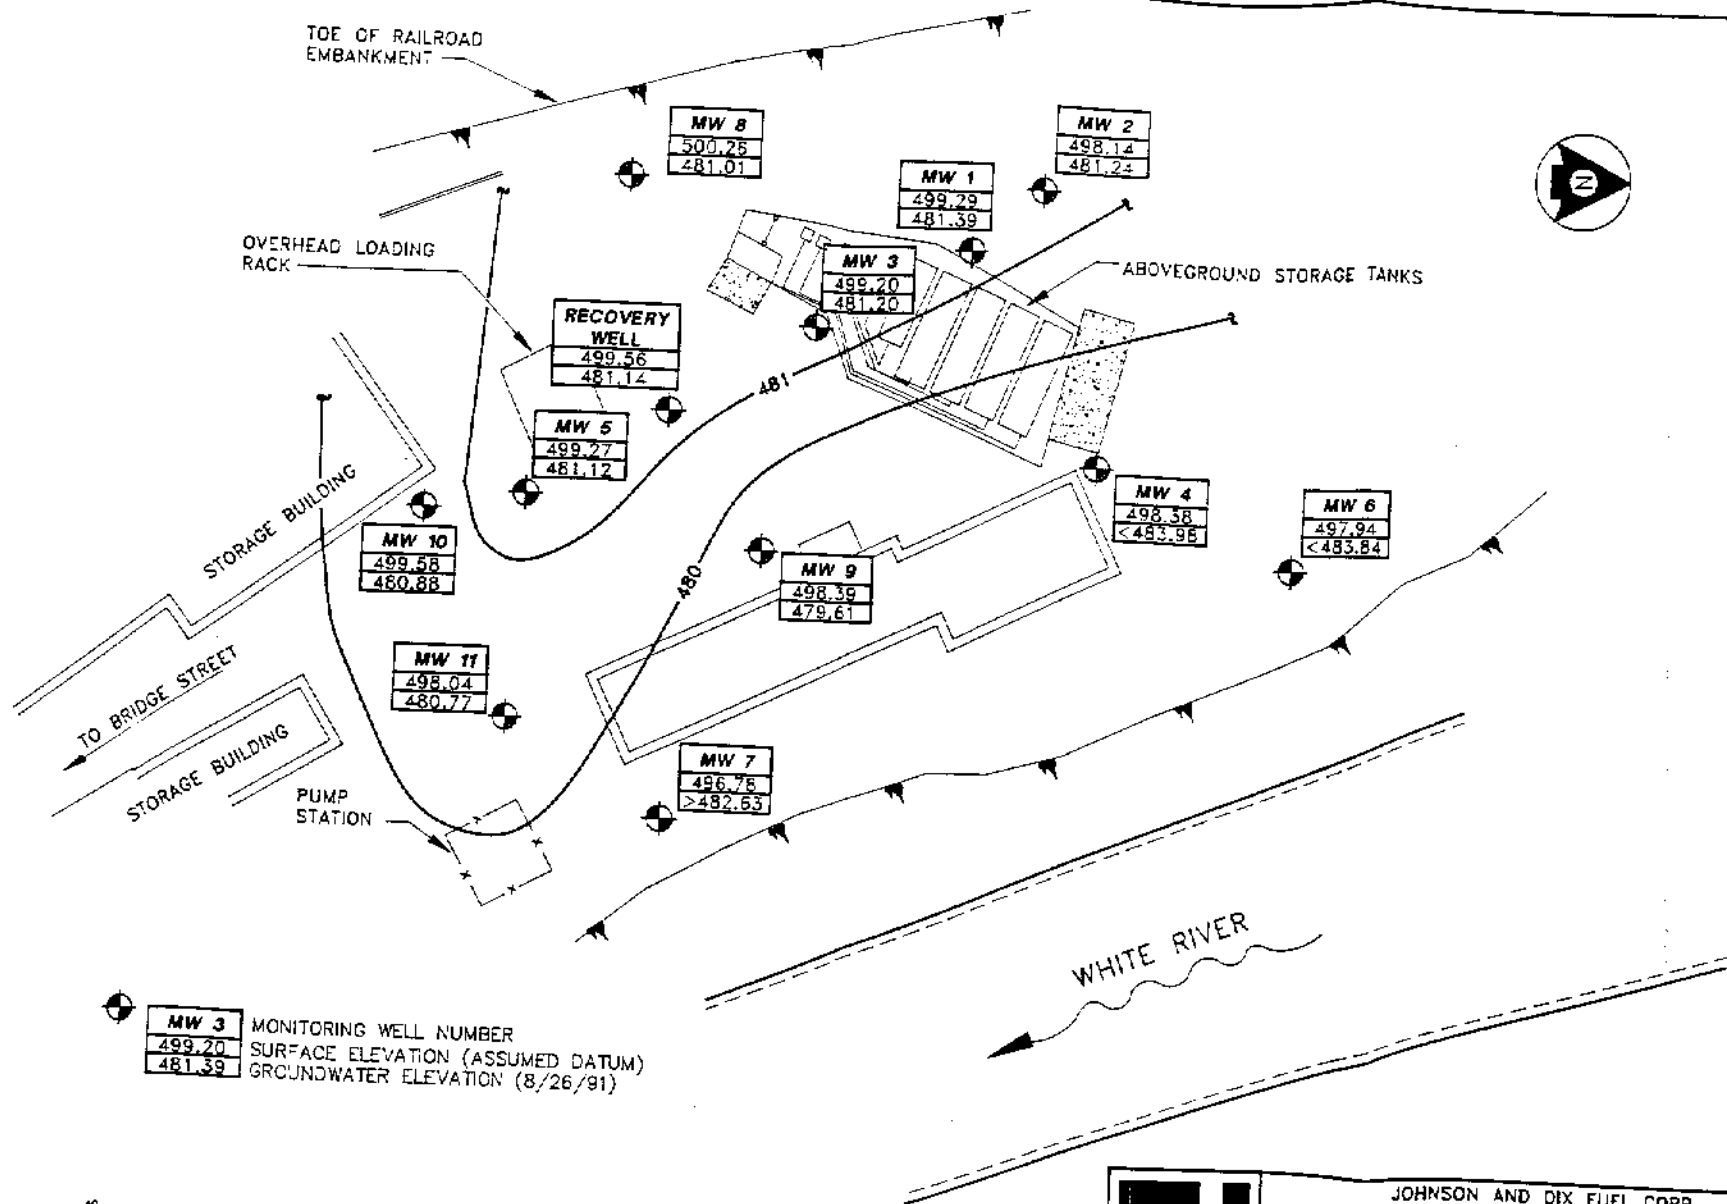 TOE OF RAILROAD
EMBANKMENT
MW 8
500.25
481.01
MW 2
498.14
481.24
MW 1
499.29
481.39
N
OVERHEAD LOADING
RACK
MW 3
499.20
481.20
ABOVEGROUND STORAGE TANKS
RECOVERY
WELL
499.56
481.14
481
MW 5
499.27
481.12
STORAGE BUILDING
MW 10
499.58
480.88
MW 4
498.38
<483.98
MW 6
497.94
<483.84
480
MW 9
498.39
479.61
MW 11
498.04
480.77
TO BRIDGE STREET
STORAGE BUILDING
MW 7
496.78
>482.63
PUMP
STATION
WHITE RIVER
MW 3
499.20
481.39
MONITORING WELL NUMBER
SURFACE ELEVATION (ASSUMED DATUM)
GROUNDWATER ELEVATION (8/26/91)
JOHNSON AND DIX FUEL CORP